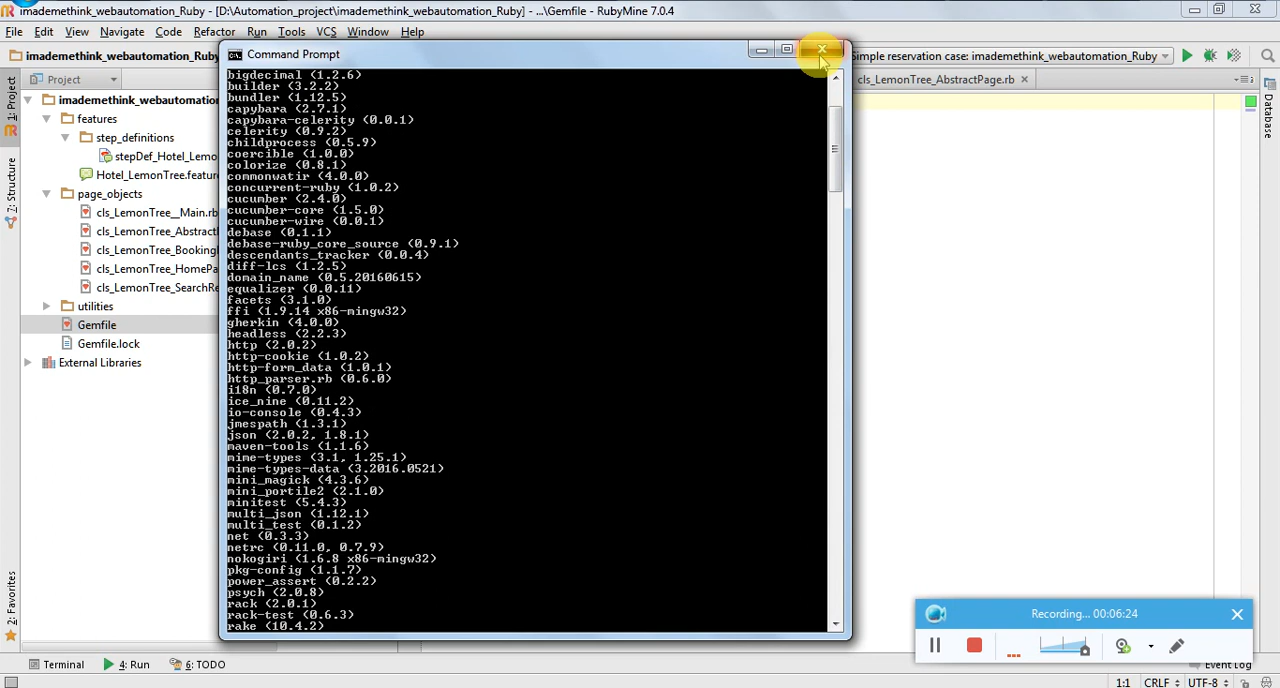 imademethink_webautomation_Ruby - [D:\Automation_project\imademethink_webautomation_Ruby] - ...\Gemfile - RubyMine 7.0.4
File Edit View Navigate Code Refactor Run Tools VCS Window Help
imademethink_webautomation_Ruby
Simple reservation case: imademethink_webautomation_Ruby
Project
cls_LemonTree_AbstractPage.rb
1: Project
7: Structure
2: Favorites
Database
imademethink_webautomation
features
step_definitions
stepDef_Hotel_Lemo
Hotel_LemonTree.feature
page_objects
cls_LemonTree__Main.rb
cls_LemonTree_Abstract
cls_LemonTree_Booking
cls_LemonTree_HomePa
cls_LemonTree_SearchRe
utilities
Gemfile
Gemfile.lock
External Libraries
Command Prompt
bigdecimal (1.2.6)
builder (3.2.2)
bundler (1.12.5)
capybara (2.7.1)
capybara-celerity (0.0.1)
celerity (0.9.2)
childprocess (0.5.9)
coercible (1.0.0)
colorize (0.8.1)
commonwatir (4.0.0)
concurrent-ruby (1.0.2)
cucumber (2.4.0)
cucumber-core (1.5.0)
cucumber-wire (0.0.1)
debase (0.1.1)
debase-ruby_core_source (0.9.1)
descendants_tracker (0.0.4)
diff-lcs (1.2.5)
domain_name (0.5.20160615)
equalizer (0.0.11)
facets (3.1.0)
ffi (1.9.14 x86-mingw32)
gherkin (4.0.0)
headless (2.2.3)
http (2.0.2)
http-cookie (1.0.2)
http-form_data (1.0.1)
http_parser.rb (0.6.0)
i18n (0.7.0)
ice_nine (0.11.2)
io-console (0.4.3)
jmespath (1.3.1)
json (2.0.2, 1.8.1)
maven-tools (1.1.6)
mime-types (3.1, 1.25.1)
mime-types-data (3.2016.0521)
mini_magick (4.3.6)
mini_portile2 (2.1.0)
minitest (5.4.3)
multi_json (1.12.1)
multi_test (0.1.2)
net (0.3.3)
netrc (0.11.0, 0.7.9)
nokogiri (1.6.8 x86-mingw32)
pkg-config (1.1.7)
power_assert (0.2.2)
psych (2.0.8)
rack (2.0.1)
rack-test (0.6.3)
rake (10.4.2)
Recording... 00:06:24
Terminal 4: Run 6: TODO
Event Log
1:1 CRLF UTF-8